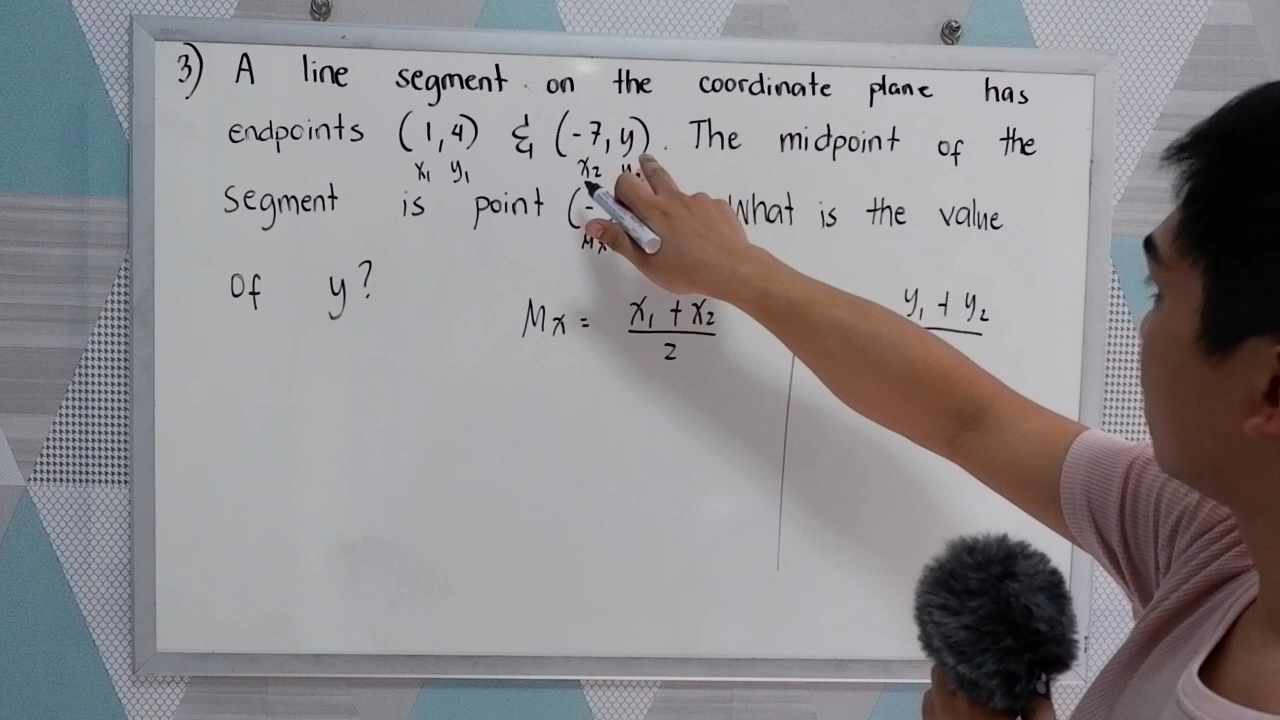 3) A line segment on the coordinate plane has
endpoints (1,4) & (-7,y). The midpoint of the
x₁ y₁ x₂
segment is point (- What is the value
Mx
of y?
Mx = x₁ + x₂ / 2
y₁ + y₂